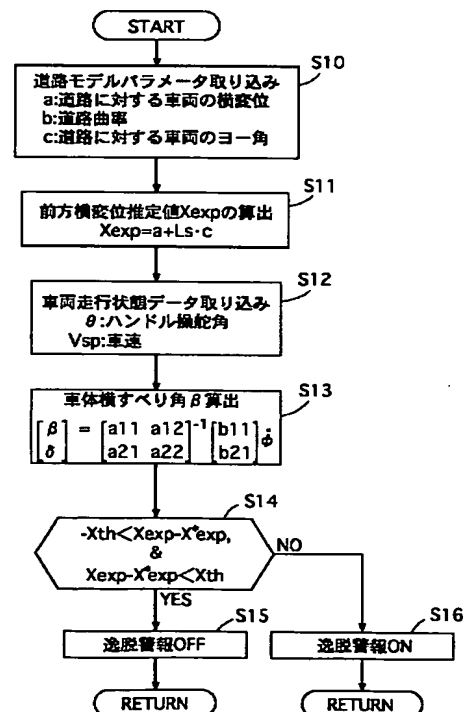 START
S10
道路モデルパラメータ取り込み
a:道路に対する車両の横変位
b:道路曲率
c:道路に対する車両のヨー角
S11
前方横変位推定値Xexpの算出
Xexp=a+Ls·c
S12
車両走行状態データ取り込み
θ:ハンドル操舵角
Vsp:車速
S13
車体横すべり角β算出
[β] = [a11 a12]-1 [b11] φ̇
[δ] [a21 a22] [b21]
S14
-Xth<Xexp-X*exp,
&
Xexp-X*exp<Xth
NO
YES
S15
逸脱警報OFF
S16
逸脱警報ON
RETURN
RETURN